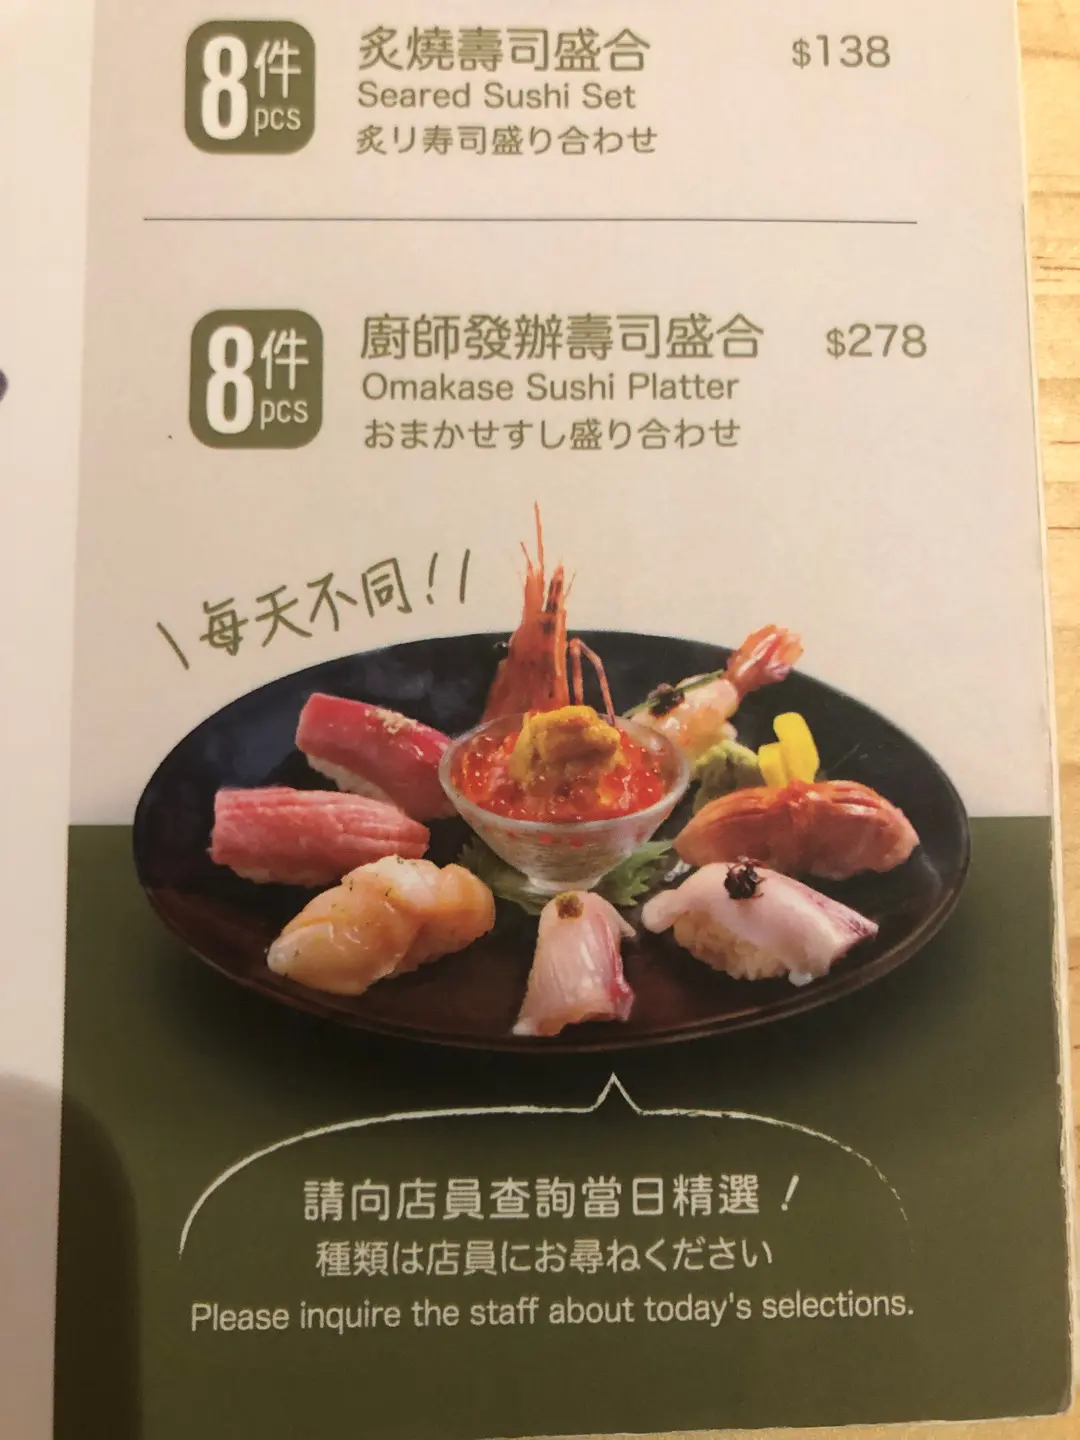 8件
pcs
炙燒壽司盛合
$138
Seared Sushi Set
炙リ寿司盛り合わせ
8件
pcs
廚師發辦壽司盛合
$278
Omakase Sushi Platter
おまかせすし盛り合わせ
\每天不同!!/
請向店員查詢當日精選！
種類は店員にお尋ねください
Please inquire the staff about today's selections.